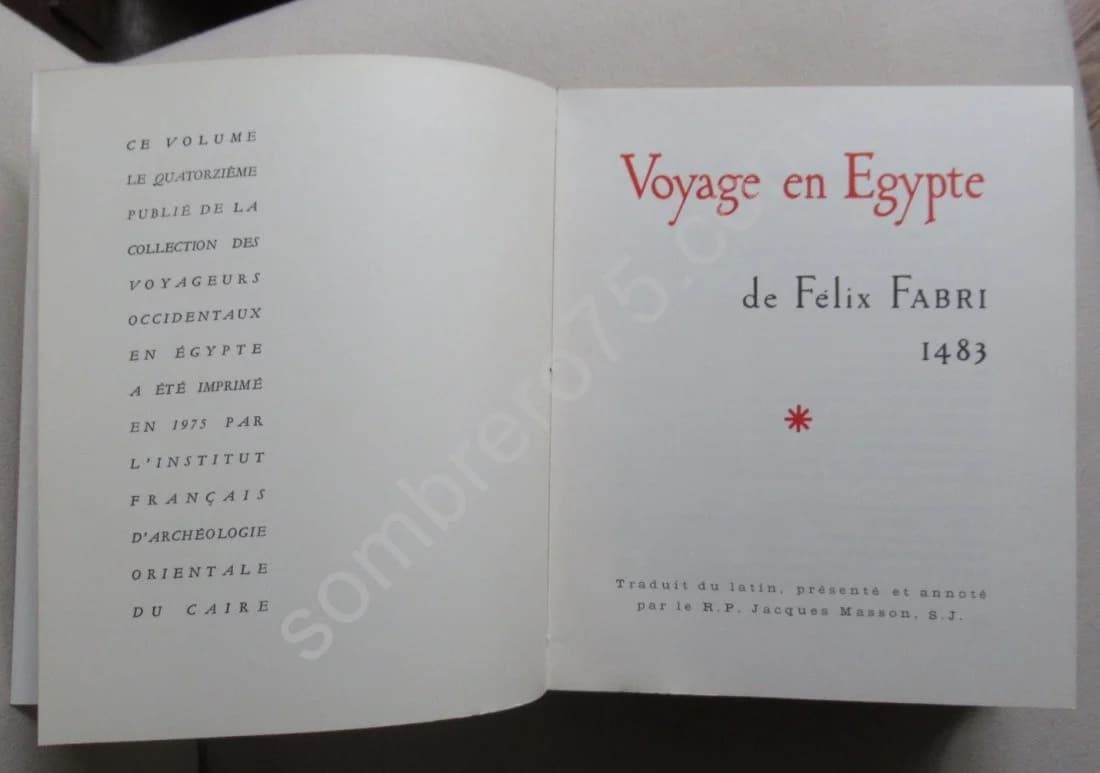 CE VOLUME
LE QUATORZIÈME
PUBLIÉ DE LA
COLLECTION DES
VOYAGEURS
OCCIDENTAUX
EN ÉGYPTE
A ÉTÉ IMPRIMÉ
EN 1975 PAR
L'INSTITUT
FRANÇAIS
D'ARCHÉOLOGIE
ORIENTALE
DU CAIRE
Voyage en Egypte
de Félix FABRI
1483
*
Traduit du latin, présenté et annoté
par le R.P. Jacques Masson, S.J.
sombrero75.com